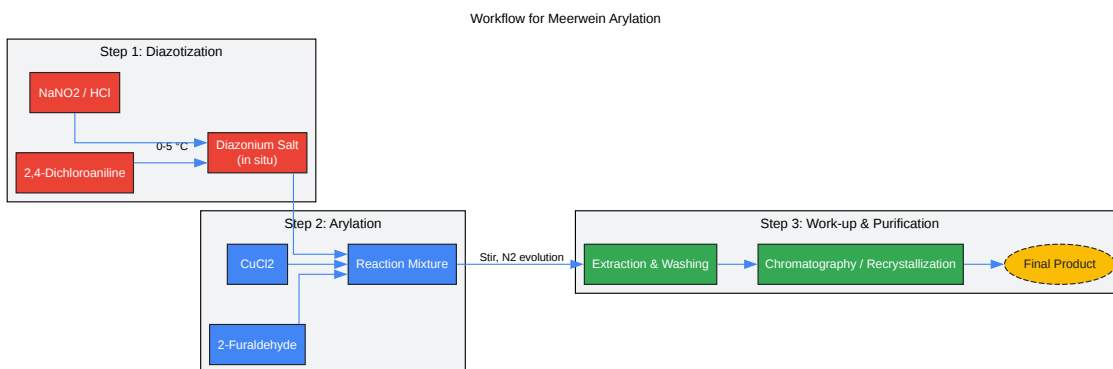 Workflow for Meerwein Arylation
Step 1: Diazotization
NaNO2 / HCl
0-5 °C
2,4-Dichloroaniline
Diazonium Salt
(in situ)
Step 2: Arylation
CuCl2
Reaction Mixture
2-Furaldehyde
Stir, N2 evolution
Step 3: Work-up & Purification
Extraction & Washing
Chromatography / Recrystallization
Final Product